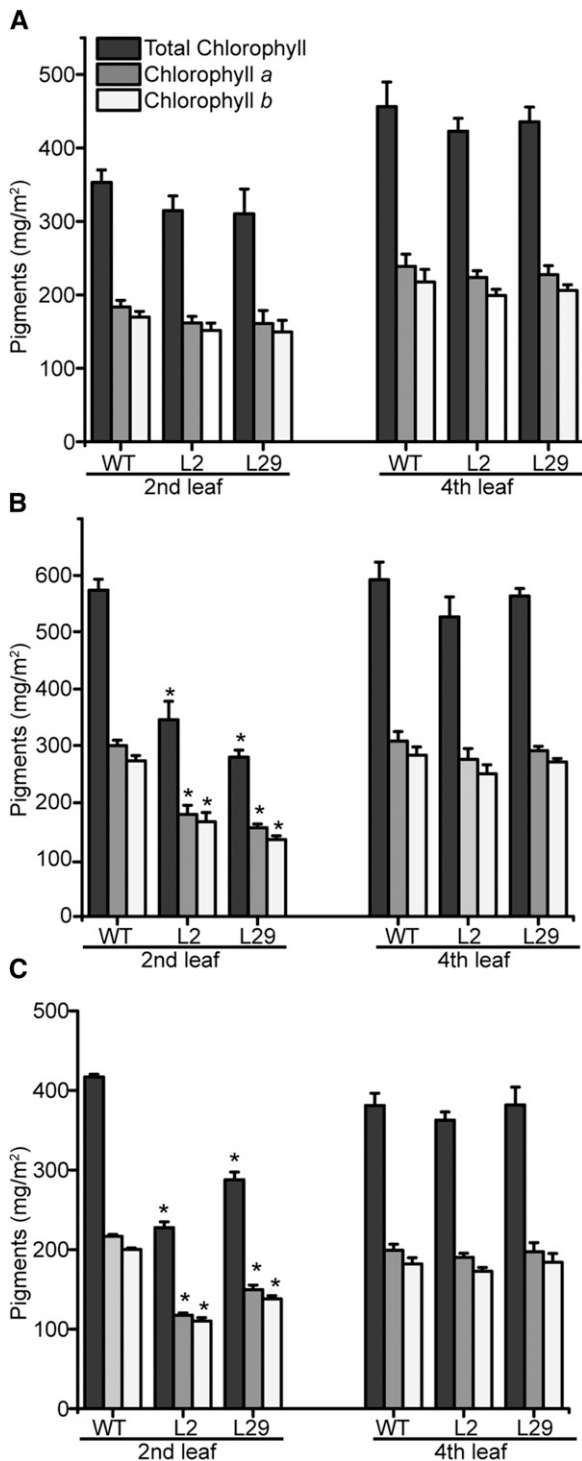 A
Total Chlorophyll
Chlorophyll a
Chlorophyll b
Pigments (mg/m²)
500
400
300
200
100
0
WT L2 L29 WT L2 L29
2nd leaf 4th leaf
B
Pigments (mg/m²)
600
500
400
300
200
100
0
* * * * * *
WT L2 L29 WT L2 L29
2nd leaf 4th leaf
C
Pigments (mg/m²)
500
400
300
200
100
0
* * * * * *
WT L2 L29 WT L2 L29
2nd leaf 4th leaf